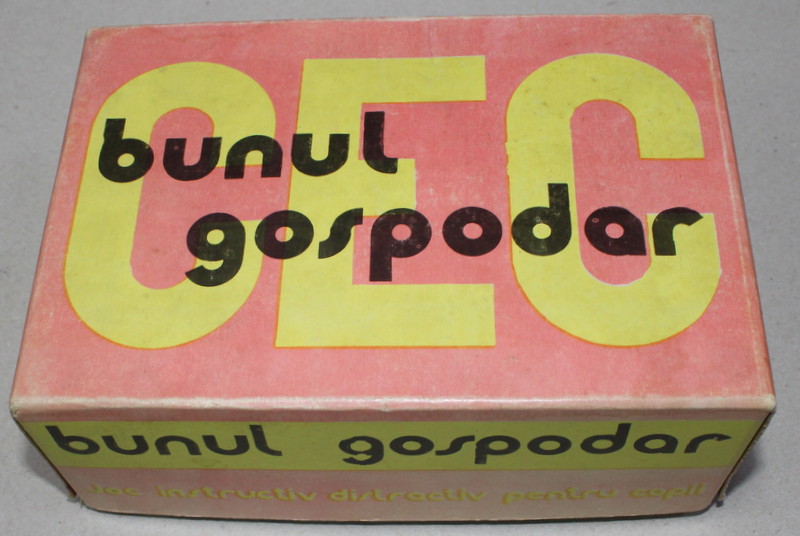 CEC
bunul
gospodar
bunul gospodar
joc instructiv distractiv pentru copii